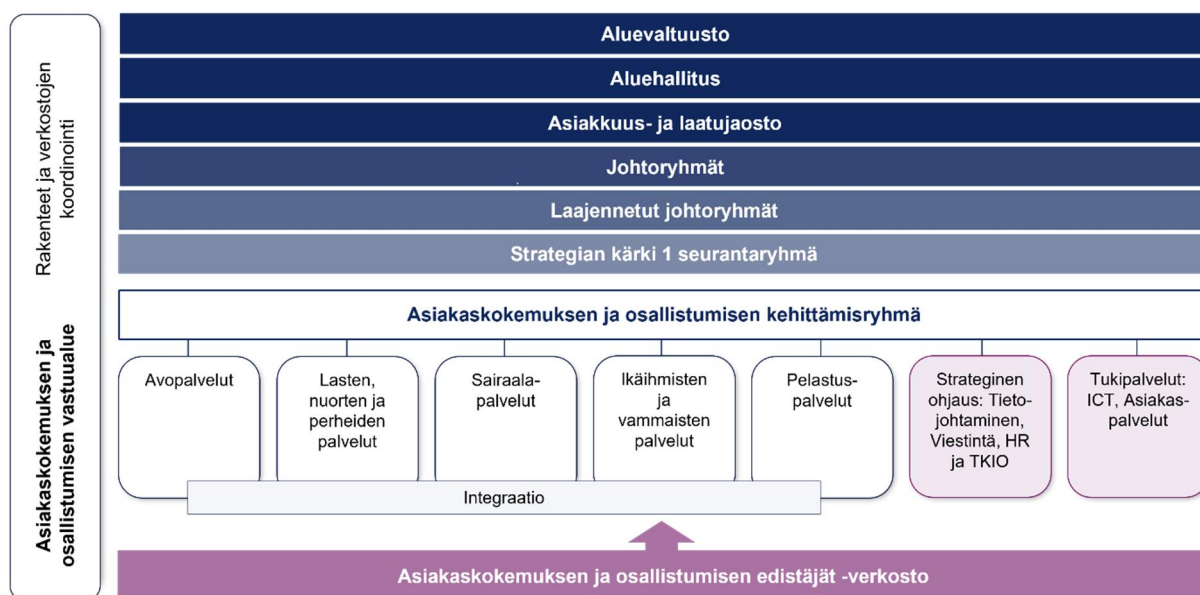 Rakenteet ja verkostojen
koordinointi
Asiakaskokemuksen ja
osallistumisen vastuualue
Aluevaltuusto
Aluehallitus
Asiakkuus- ja laatujaosto
Johtoryhmät
Laajennetut johtoryhmät
Strategian kärki 1 seurantaryhmä
Asiakaskokemuksen ja osallistumisen kehittämisryhmä
Avopalvelut
Lasten,
nuorten ja
perheiden
palvelut
Sairaala-
palvelut
Ikäihmisten
ja
vammaisten
palvelut
Pelastus-
palvelut
Strateginen
ohjaus: Tieto-
johtaminen,
Viestintä, HR
ja TKIO
Tukipalvelut:
ICT, Asiakas-
palvelut
Integraatio
Asiakaskokemuksen ja osallistumisen edistäjät -verkosto